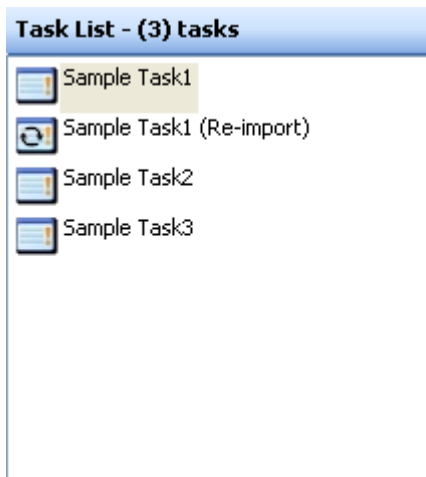 Task List - (3) tasks
Sample Task1
Sample Task1 (Re-import)
Sample Task2
Sample Task3